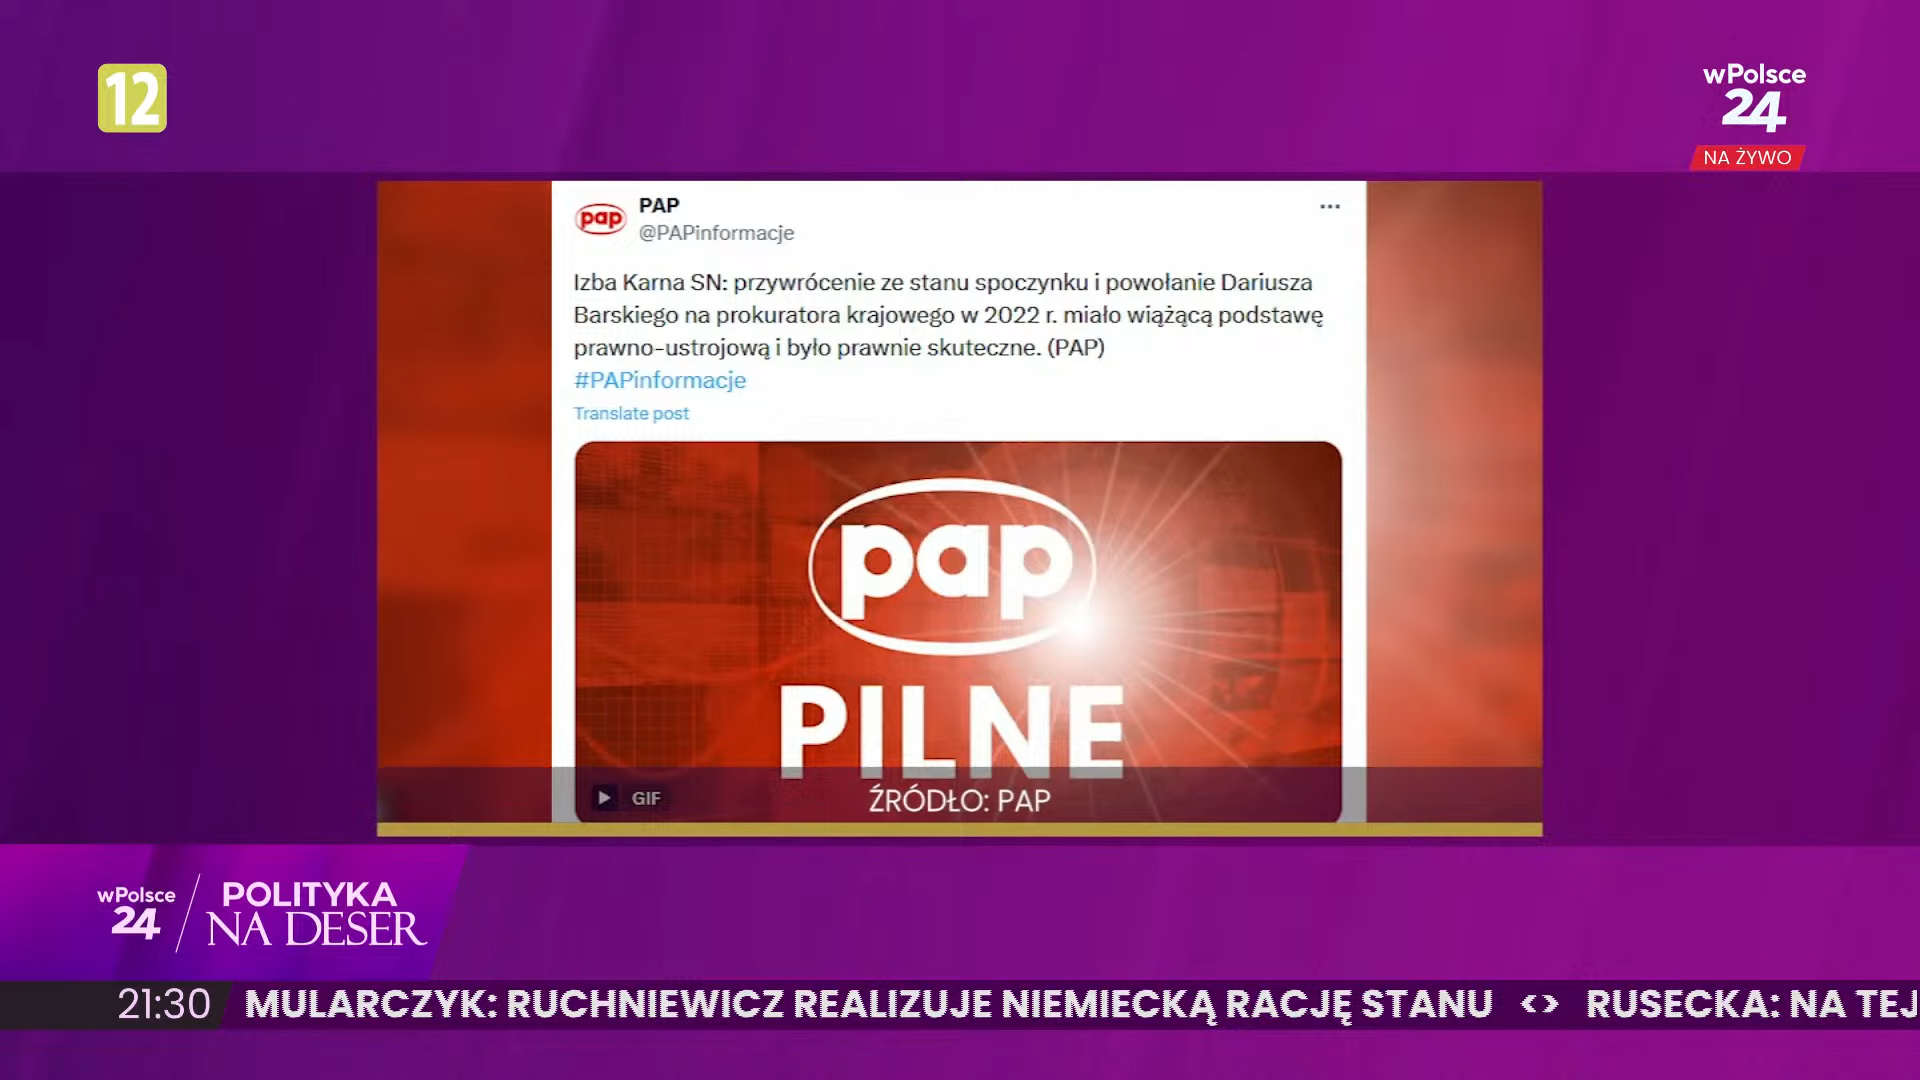 12
wPolsce
24
NA ŻYWO
pap
PAP
@PAPinformacje
Izba Karna SN: przywrócenie ze stanu spoczynku i powołanie Dariusza
Barskiego na prokuratora krajowego w 2022 r. miało wiążącą podstawę
prawno-ustrojową i było prawnie skuteczne. (PAP)
#PAPinformacje
Translate post
pap
PILNE
GIF
ŹRÓDŁO: PAP
wPolsce
24
POLITYKA
NA DESER
21:30 MULARCZYK: RUCHNIEWICZ REALIZUJE NIEMIECKĄ RACJĘ STANU <> RUSECKA: NA TEJ